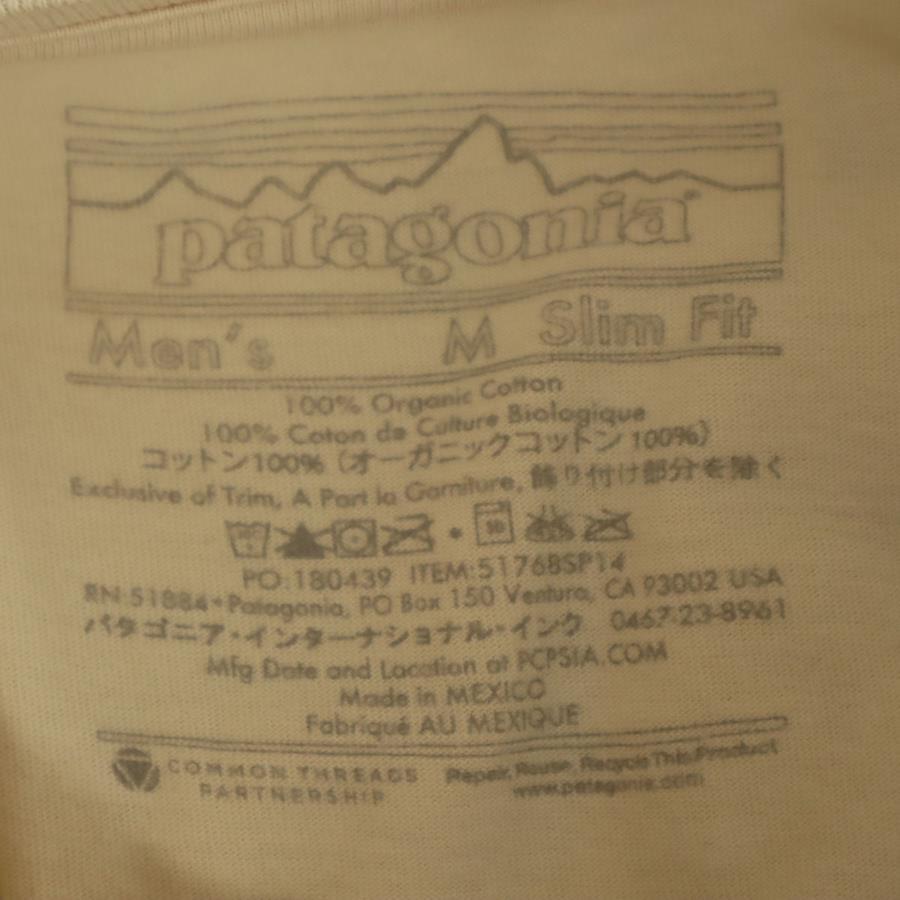 patagonia
Men's M Slim Fit
100% Organic Cotton
100% Coton de Culture Biologique
コットン100% (オーガニックコットン 100%)
Exclusive of Trim, A Part la Garniture, 飾り付け部分を除く
PO:180439 ITEM:51768SP14
RN 51884 • Patagonia, PO Box 150 Ventura, CA 93002 USA
パタゴニア・インターナショナル・インク 0467-23-8961
Mfg Date and Location at PCPSIA.COM
Made in MEXICO
Fabriqué AU MEXIQUE
COMMON THREADS
PARTNERSHIP
Repair, Reuse, Recycle This Product
www.patagonia.com